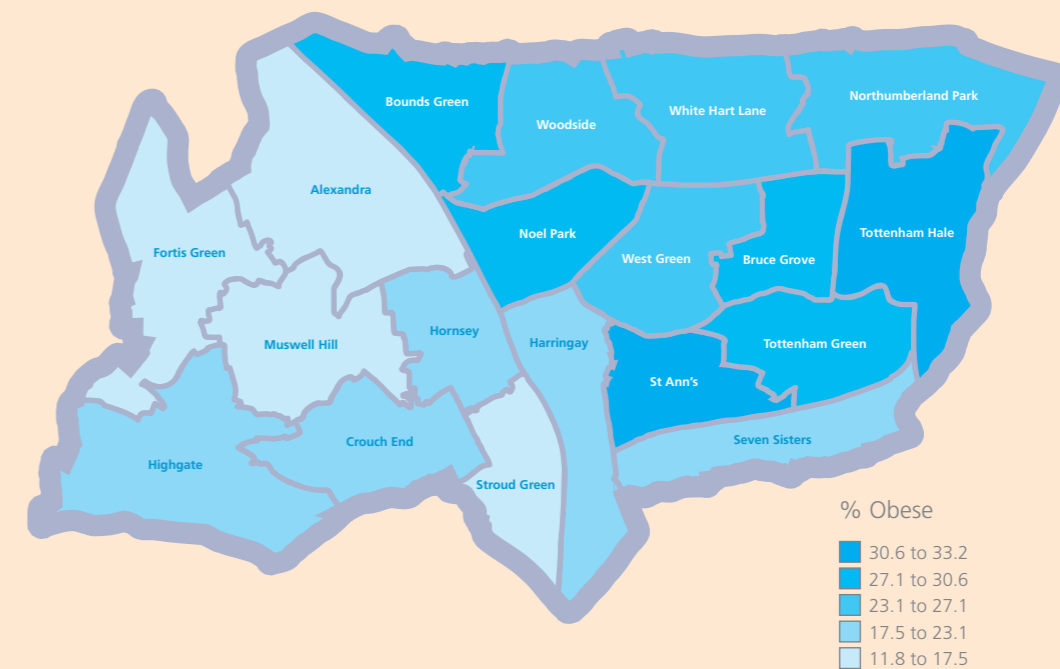 Bounds Green
Woodside
White Hart Lane
Northumberland Park
Alexandra
Noel Park
Tottenham Hale
Fortis Green
West Green
Bruce Grove
Muswell Hill
Hornsey
Harringay
Tottenham Green
St Ann's
Crouch End
Seven Sisters
Highgate
Stroud Green
% Obese
30.6 to 33.2
27.1 to 30.6
23.1 to 27.1
17.5 to 23.1
11.8 to 17.5